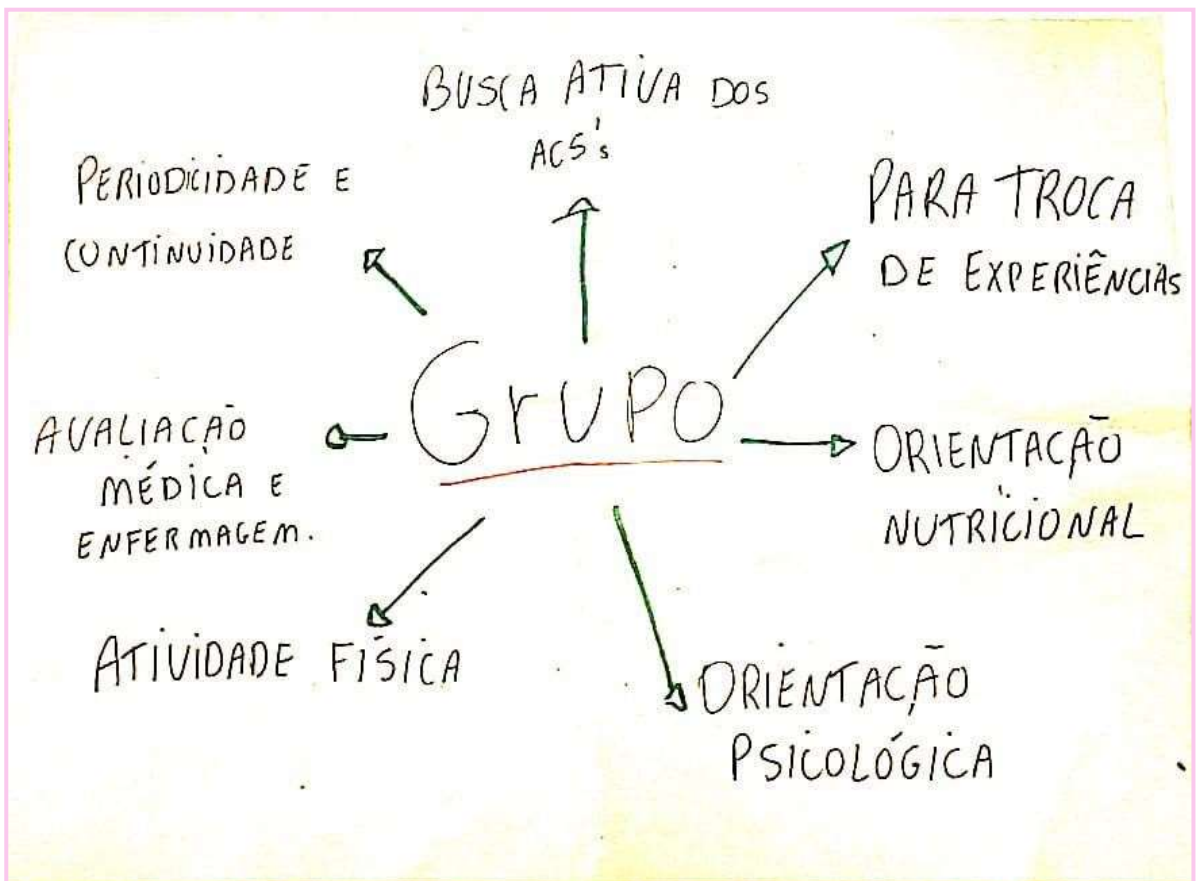 BUSCA ATIVA DOS
ACS's
PERIODICIDADE E
CONTINUIDADE
PARA TROCA
DE EXPERIÊNCIAS
GrUPO
AVALIAÇÃO
MÉDICA E
ENFERMAGEM.
ORIENTAÇÃO
NUTRICIONAL
ATIVIDADE FÍSICA
ORIENTAÇÃO
PSICOLÓGICA